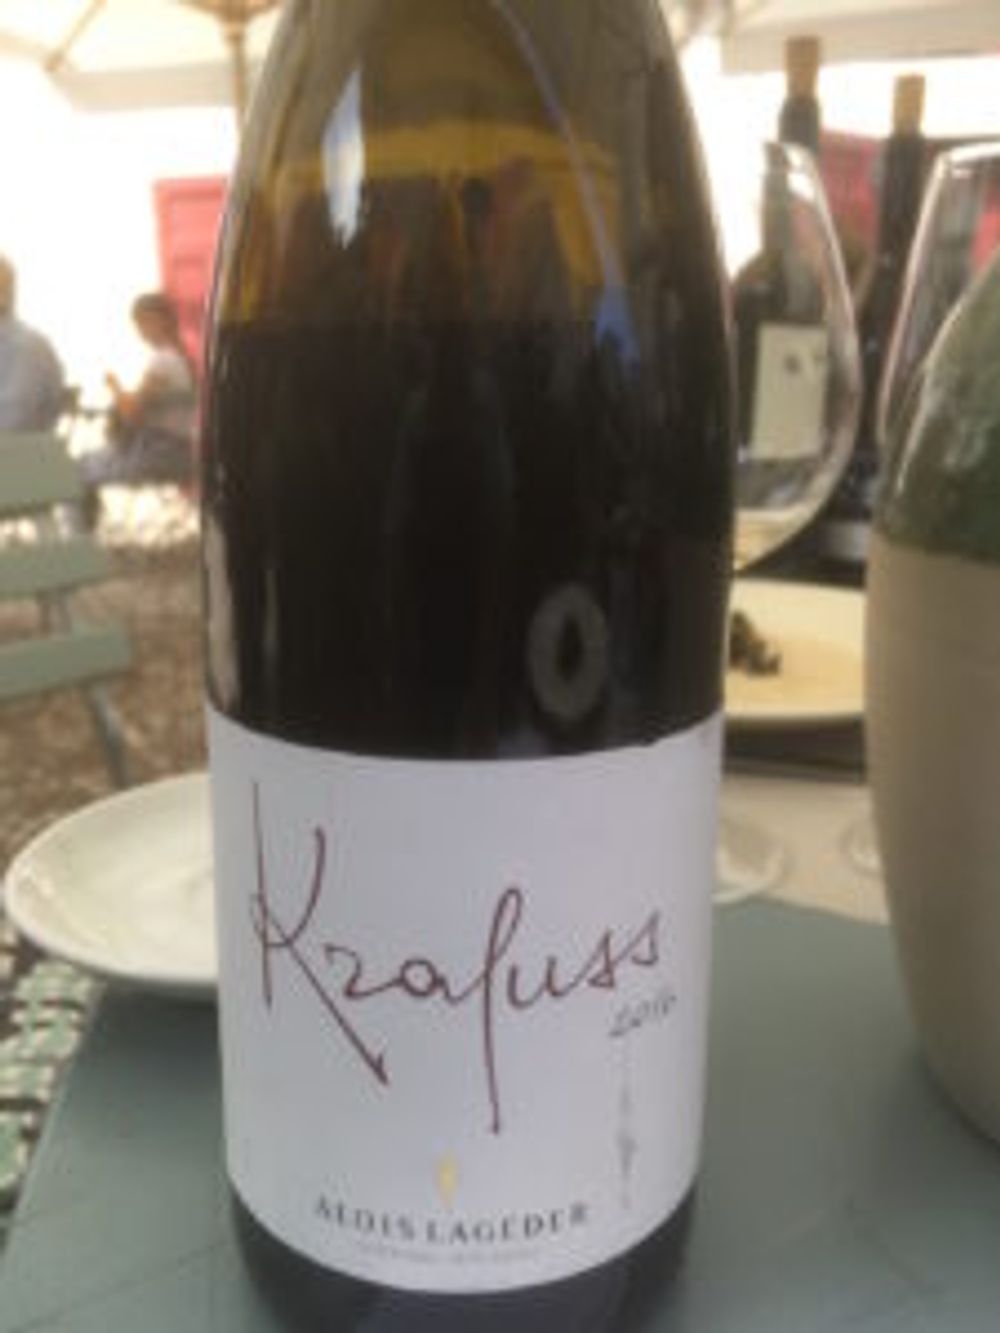 Krafuss
2016
ALOIS LAGEDER